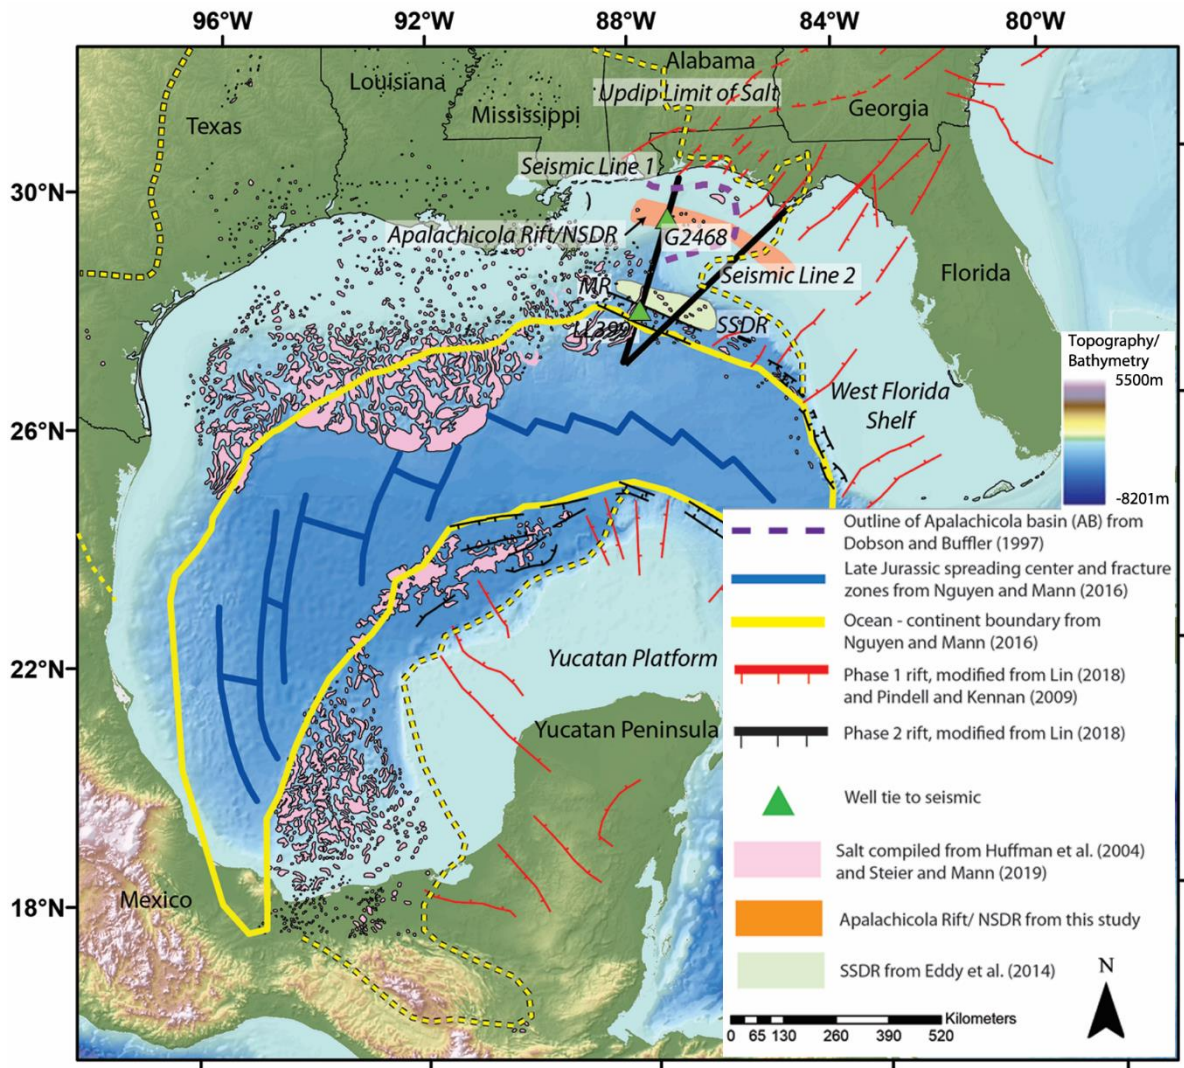 96°W 92°W 88°W 84°W 80°W
Alabama
Louisiana
Updip Limit of Salt
Mississippi
Georgia
Texas
Seismic Line 1
30°N
Apalachicola Rift/NSDR
G2468
Seismic Line 2
Florida
MR
LL399
SSDR
Topography/
Bathymetry
5500m
West Florida
Shelf
26°N
-8201m
Outline of Apalachicola basin (AB) from
Dobson and Buffler (1997)
Late Jurassic spreading center and fracture
zones from Nguyen and Mann (2016)
Ocean - continent boundary from
Nguyen and Mann (2016)
22°N
Yucatan Platform
Phase 1 rift, modified from Lin (2018)
and Pindell and Kennan (2009)
Yucatan Peninsula
Phase 2 rift, modified from Lin (2018)
Well tie to seismic
Salt compiled from Huffman et al. (2004)
and Steier and Mann (2019)
18°N
Mexico
Apalachicola Rift/ NSDR from this study
SSDR from Eddy et al. (2014)
N
Kilometers
0 65 130 260 390 520